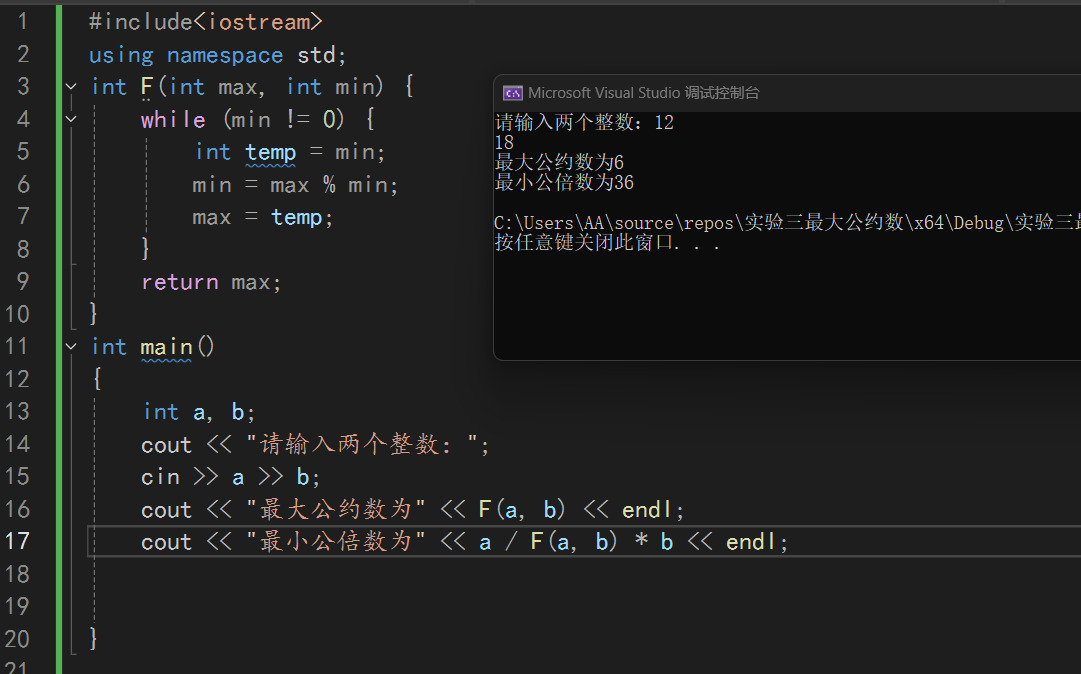 1 #include<iostream>
2 using namespace std;
3 int F(int max, int min) {
4 while (min != 0) {
5 int temp = min;
6 min = max % min;
7 max = temp;
8 }
9 return max;
10 }
11 int main()
12 {
13 int a, b;
14 cout << "请输入两个整数：";
15 cin >> a >> b;
16 cout << "最大公约数为" << F(a, b) << endl;
17 cout << "最小公倍数为" << a / F(a, b) * b << endl;
18
19
20 }
21
Microsoft Visual Studio 调试控制台
请输入两个整数：12
18
最大公约数为6
最小公倍数为36
C:\Users\AA\source\repos\实验三最大公约数\x64\Debug\实验三
按任意键关闭此窗口. . .